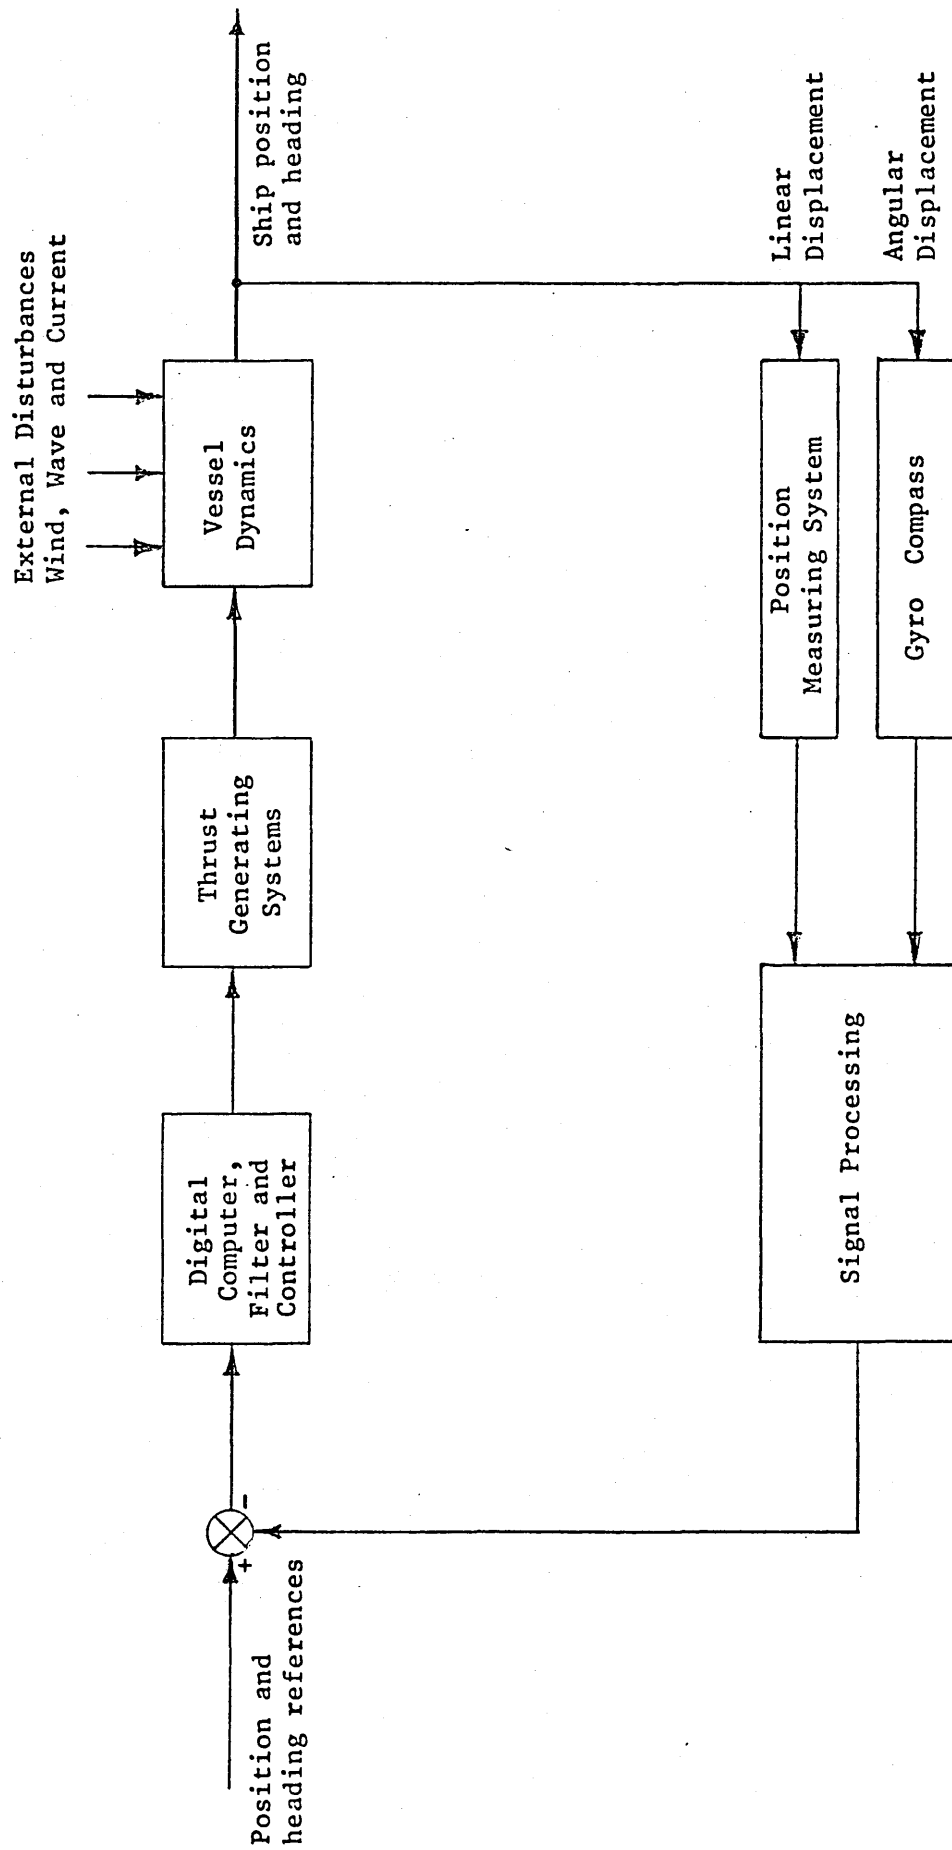 External Disturbances
Wind, Wave and Current
Position and
heading references
+
-
Digital
Computer,
Filter and
Controller
Thrust
Generating
Systems
Vessel
Dynamics
Ship position
and heading
Signal Processing
Position
Measuring System
Linear
Displacement
Gyro Compass
Angular
Displacement